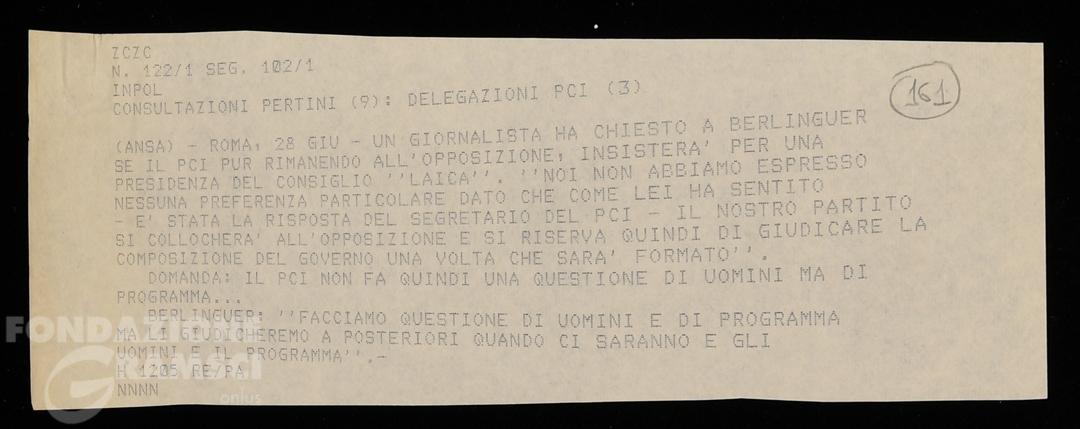 ZCZC
N. 122/1 SEG. 102/1
INPOL
CONSULTAZIONI PERTINI (9): DELEGAZIONI PCI (3)
161
(ANSA) - ROMA, 28 GIU - UN GIORNALISTA HA CHIESTO A BERLINGUER
SE IL PCI PUR RIMANENDO ALL'OPPOSIZIONE, INSISTERA' PER UNA
PRESIDENZA DEL CONSIGLIO ''LAICA''. ''NOI NON ABBIAMO ESPRESSO
NESSUNA PREFERENZA PARTICOLARE DATO CHE COME LEI HA SENTITO
- E' STATA LA RISPOSTA DEL SEGRETARIO DEL PCI - IL NOSTRO PARTITO
SI COLLOCHERA' ALL'OPPOSIZIONE E SI RISERVA QUINDI DI GIUDICARE LA
COMPOSIZIONE DEL GOVERNO UNA VOLTA CHE SARA' FORMATO''.
DOMANDA: IL PCI NON FA QUINDI UNA QUESTIONE DI UOMINI MA DI
PROGRAMMA...
BERLINGUER: ''FACCIAMO QUESTIONE DI UOMINI E DI PROGRAMMA
MA LI GIUDICHEREMO A POSTERIORI QUANDO CI SARANNO E GLI
UOMINI E IL PROGRAMMA''.-
H 1205 RE/PA
NNNN
FONDAZIONE
GRAMSCI
onlus